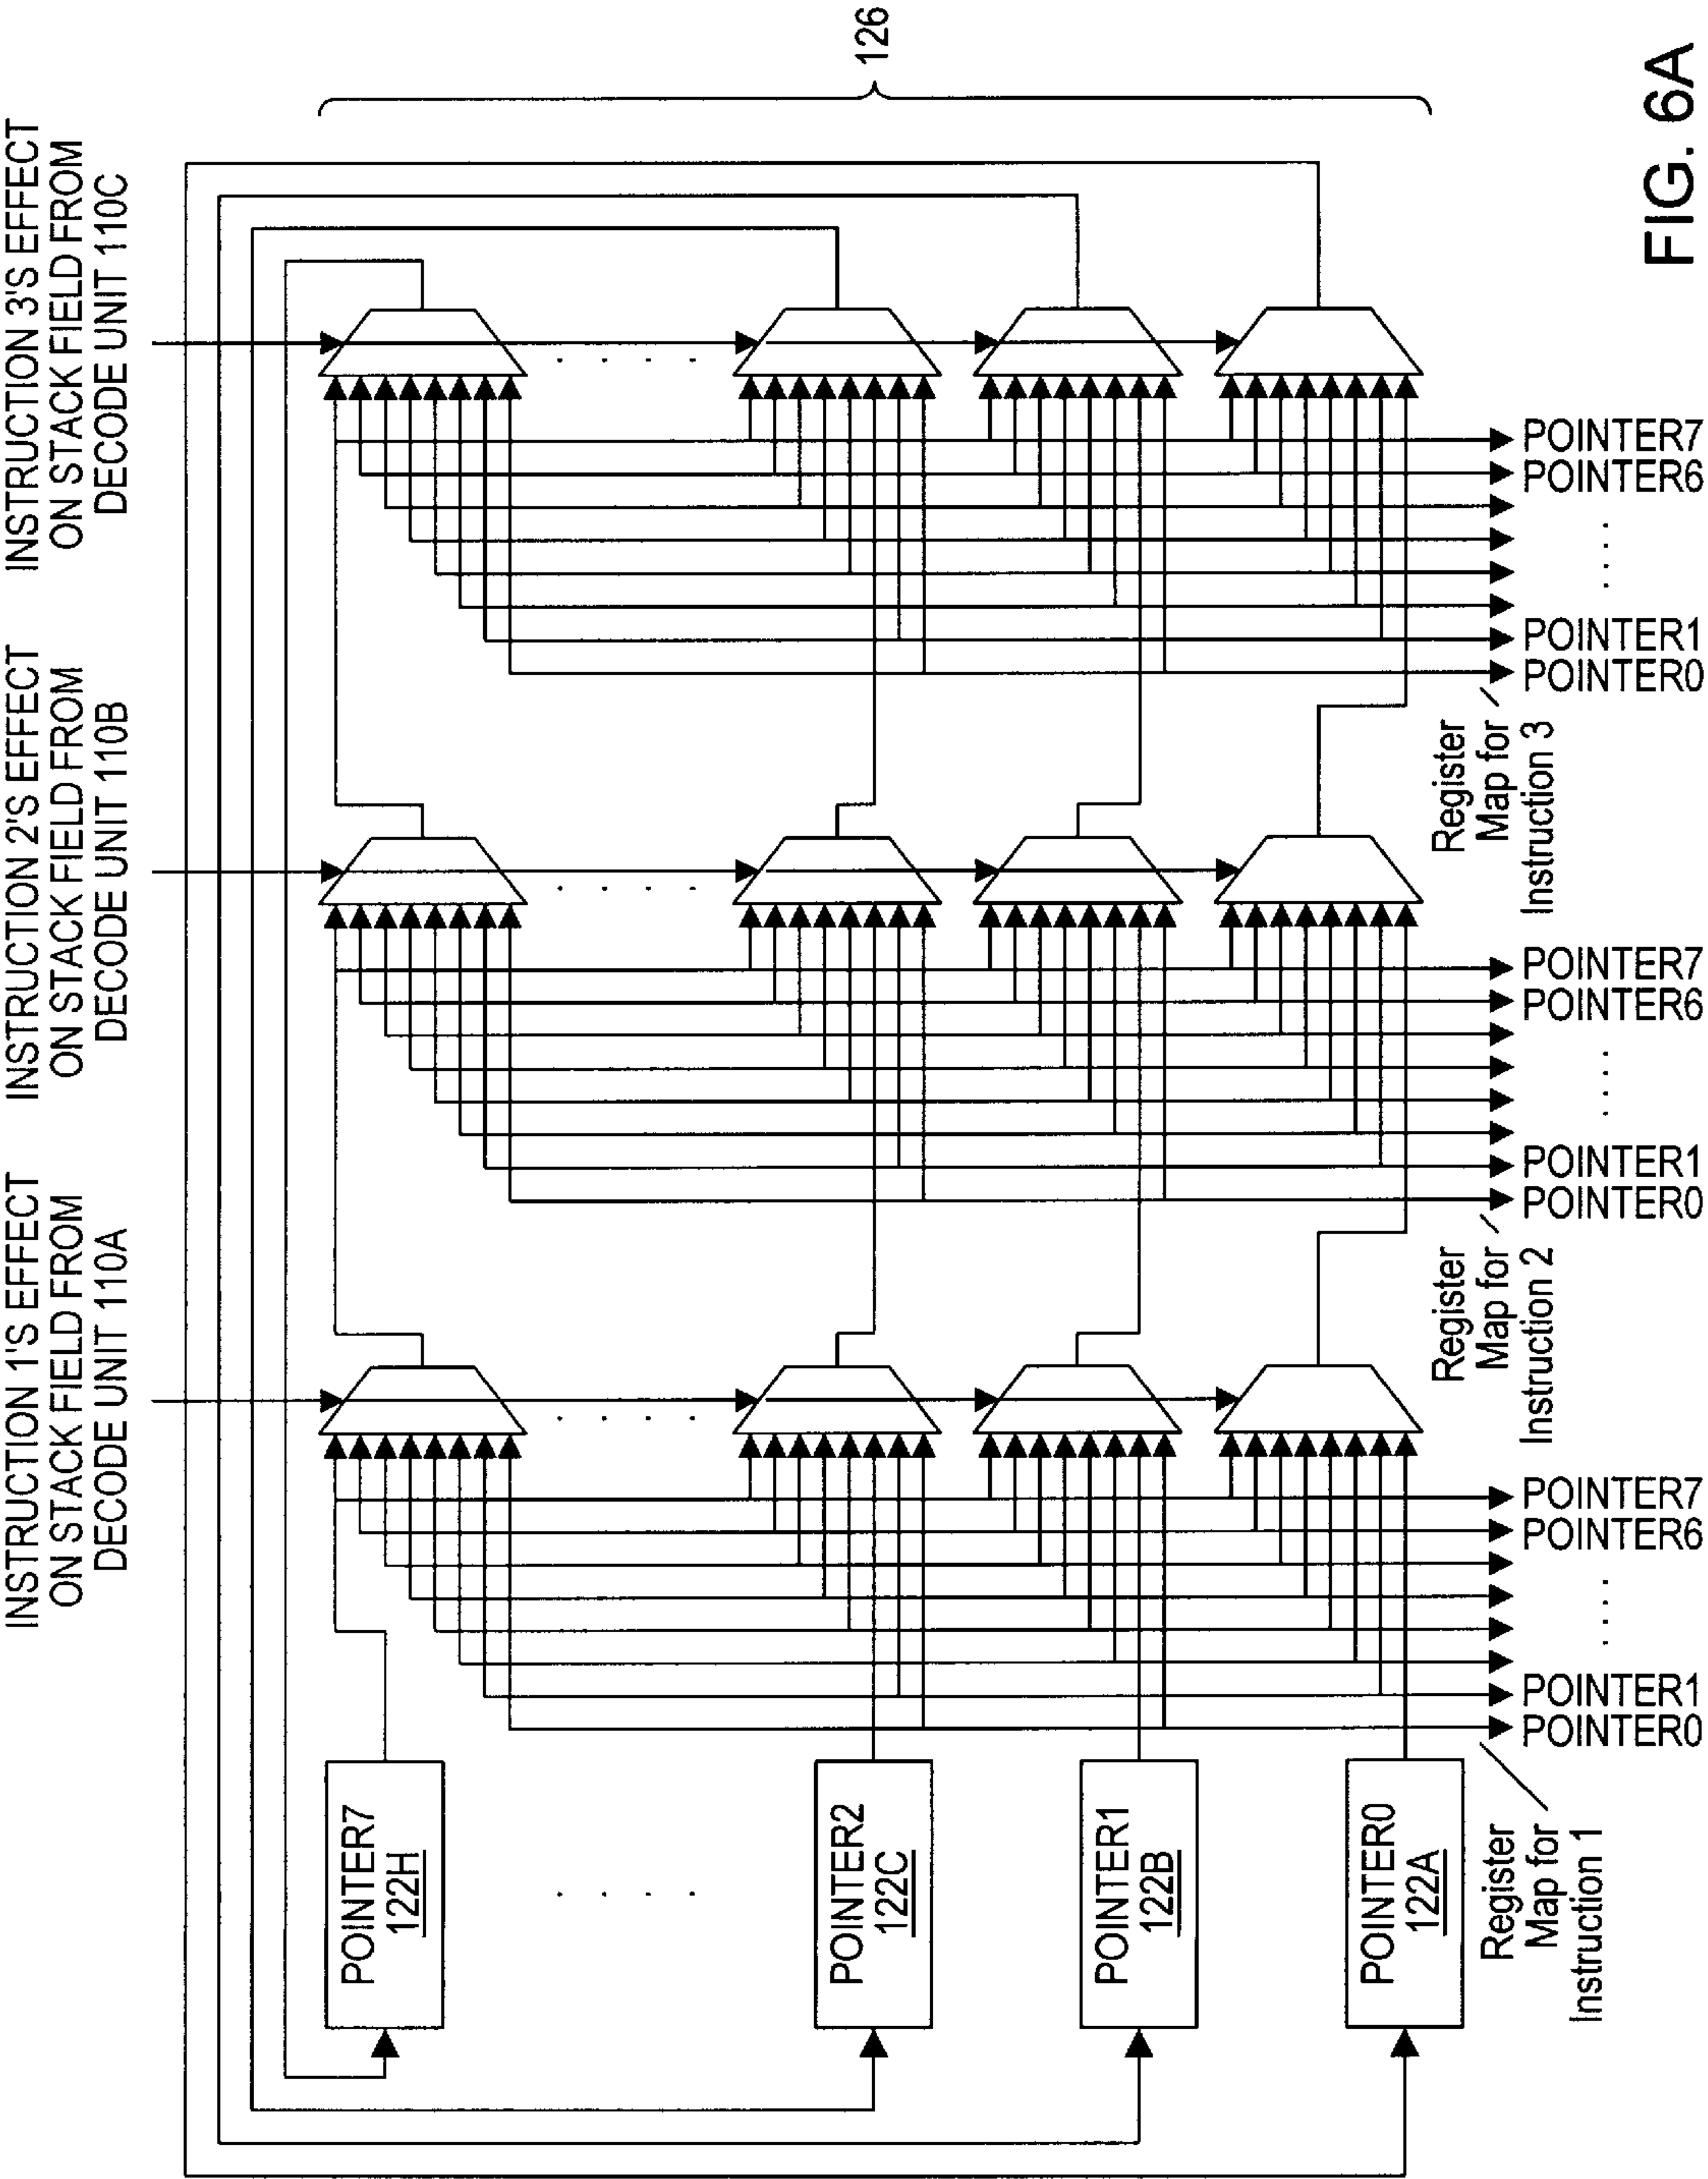 INSTRUCTION 1'S EFFECT
ON STACK FIELD FROM
DECODE UNIT 110A
INSTRUCTION 2'S EFFECT
ON STACK FIELD FROM
DECODE UNIT 110B
INSTRUCTION 3'S EFFECT
ON STACK FIELD FROM
DECODE UNIT 110C
126
POINTER7
122H
. . . .
. . . .
. . . .
. . . .
POINTER2
122C
POINTER1
122B
POINTER0
122A
Register
Map for
Instruction 1
POINTER0
POINTER1
. . . .
POINTER6
POINTER7
Register
Map for
Instruction 2
POINTER0
POINTER1
. . . .
POINTER6
POINTER7
Register
Map for
Instruction 3
POINTER0
POINTER1
. . . .
POINTER6
POINTER7
FIG. 6A